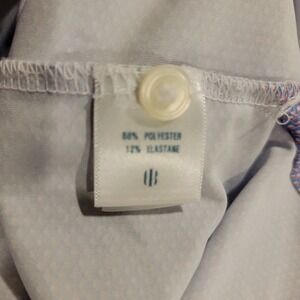 88% POLYESTER
12% ELASTANE